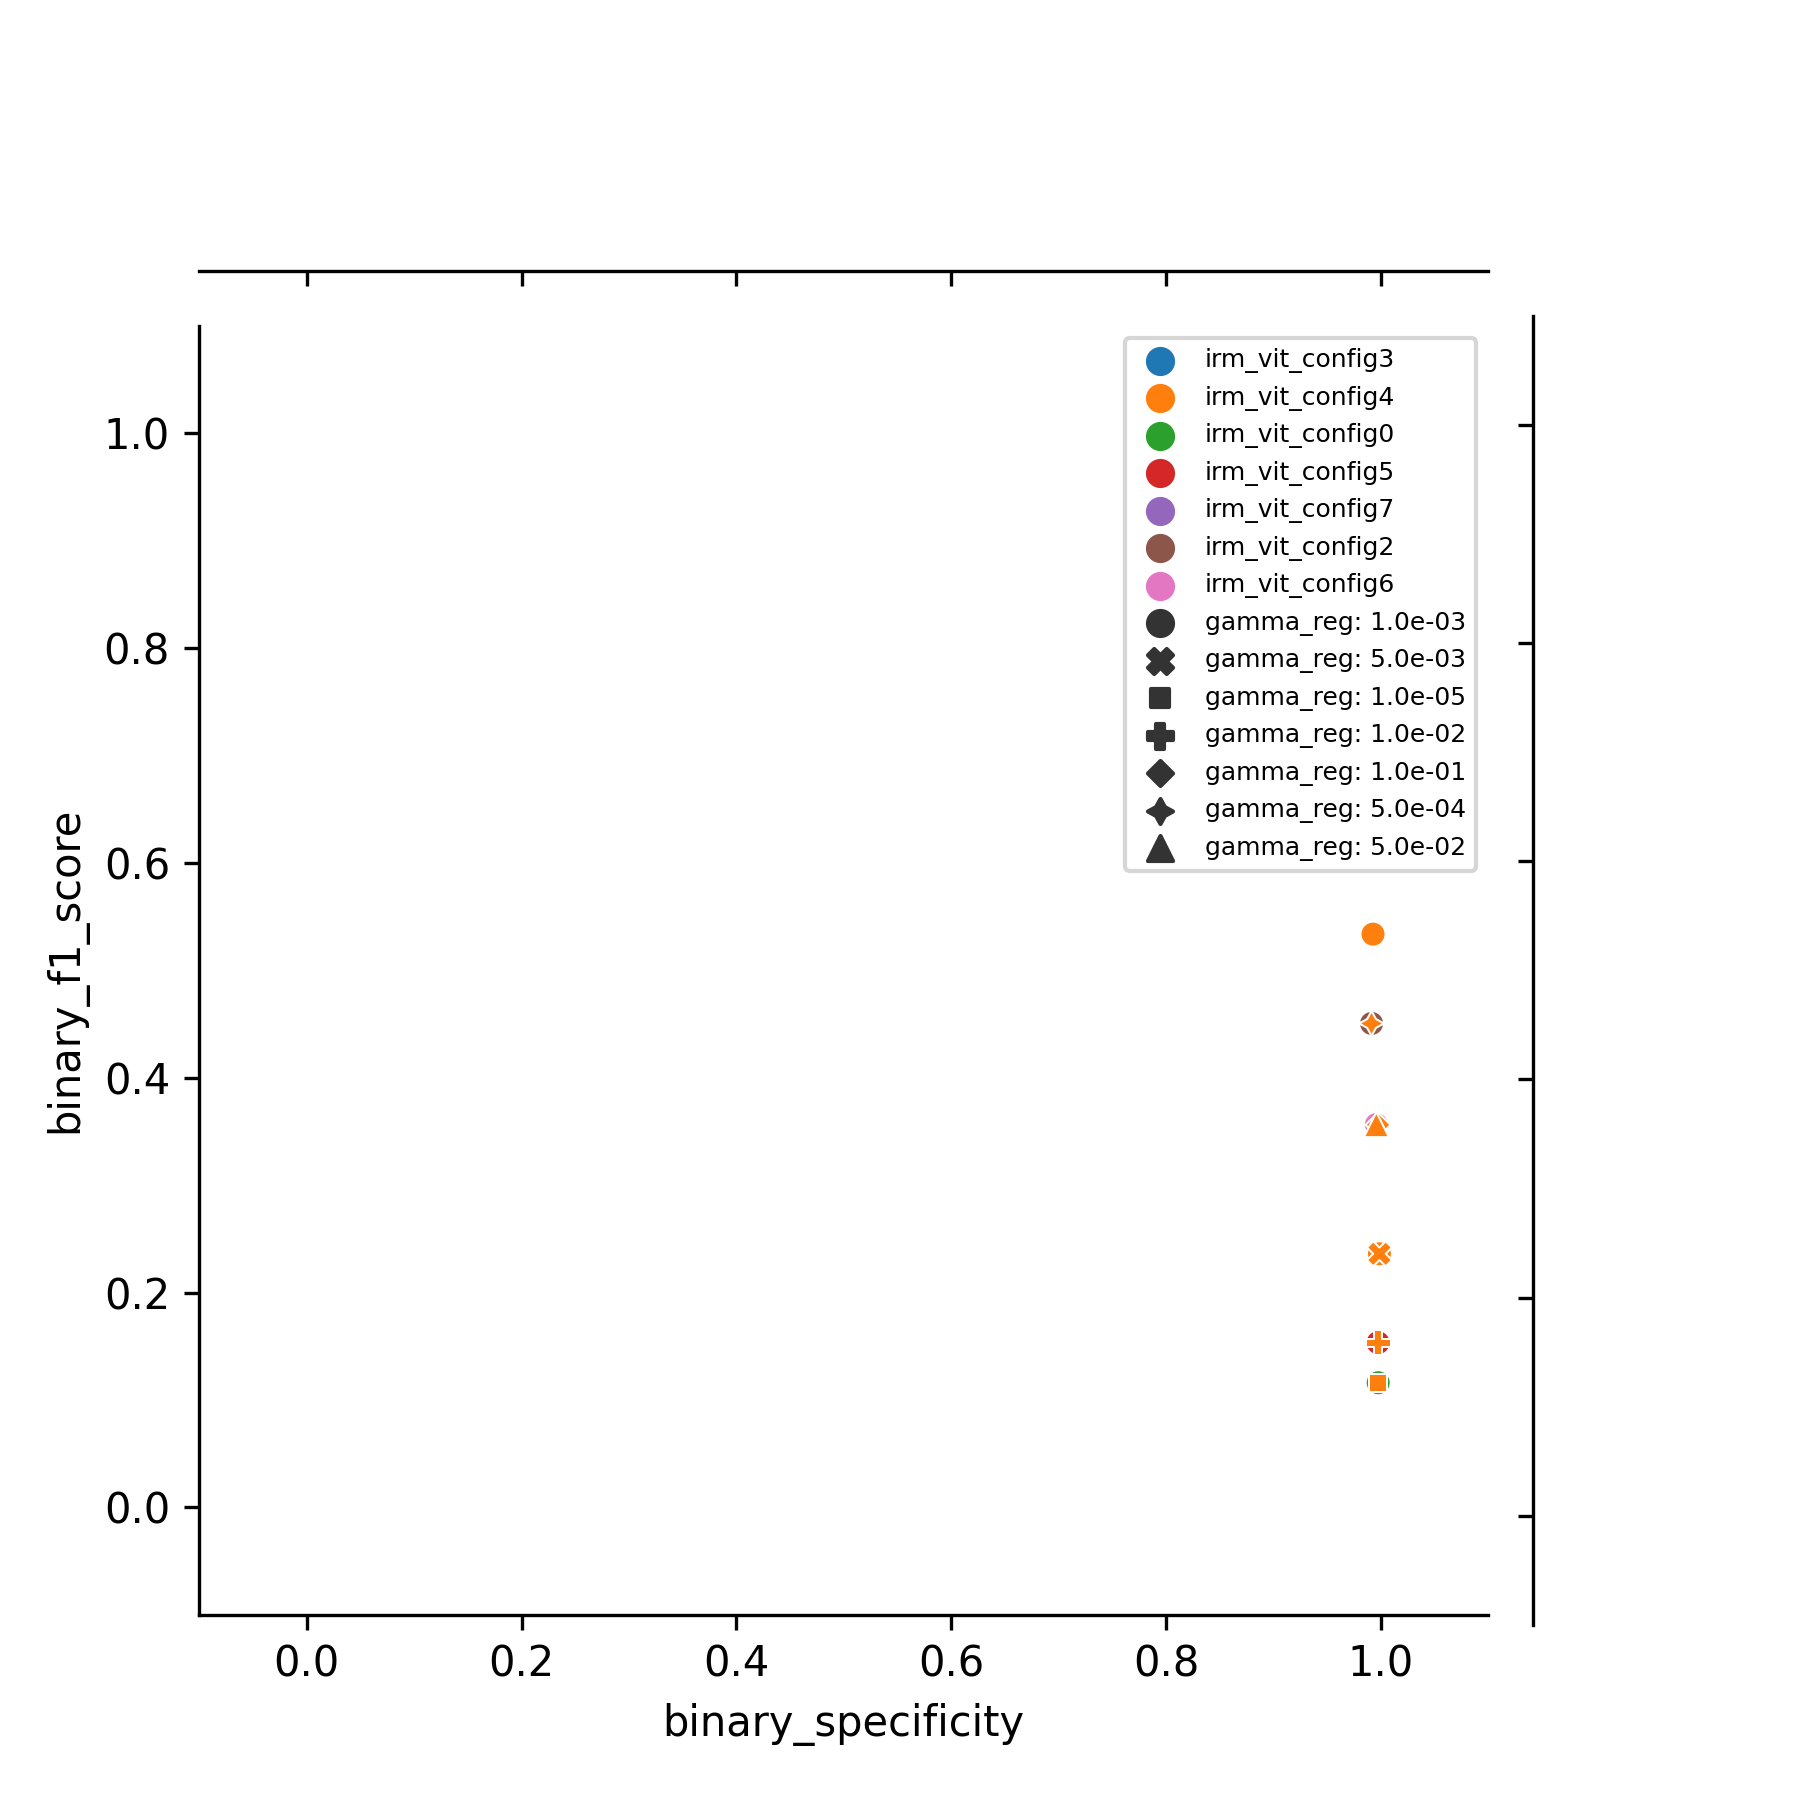 irm_vit_config3
irm_vit_config4
irm_vit_config0
irm_vit_config5
irm_vit_config7
irm_vit_config2
irm_vit_config6
gamma_reg: 1.0e-03
gamma_reg: 5.0e-03
gamma_reg: 1.0e-05
gamma_reg: 1.0e-02
gamma_reg: 1.0e-01
gamma_reg: 5.0e-04
gamma_reg: 5.0e-02
1.0
0.8
0.6
0.4
0.2
0.0
binary_f1_score
0.0 0.2 0.4 0.6 0.8 1.0
binary_specificity